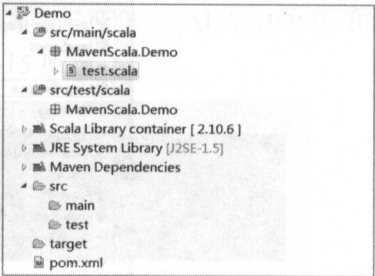 Demo
src/main/scala
MavenScala.Demo
test.scala
src/test/scala
MavenScala.Demo
Scala Library container [ 2.10.6 ]
JRE System Library [J2SE-1.5]
Maven Dependencies
src
main
test
target
pom.xml